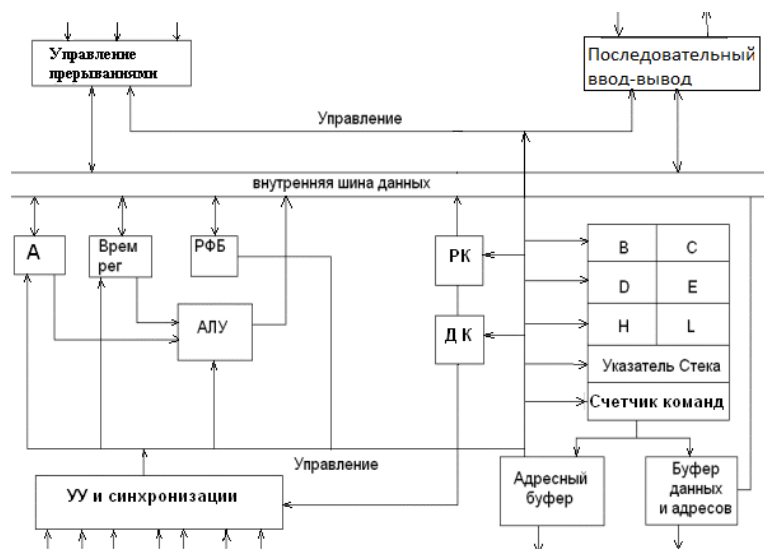 Управление
прерываниями
Последовательный
ввод-вывод
Управление
внутренняя шина данных
А
Врем
рег
РФБ
РК
B
C
D
E
АЛУ
Д К
H
L
Указатель Стека
Счетчик команд
Управление
УУ и синхронизации
Адресный
буфер
Буфер
данных
и адресов